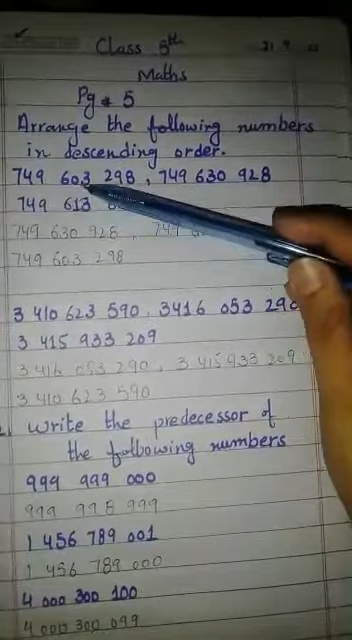 Class 5th
Maths
Pg # 5
Arrange the following numbers
in descending order.
749 603 298, 749 630 928
749 613
749 630 928, 749
749 603 298
3 410 623 590, 3416 053 290
3 415 933 209
3 416 053 290, 3 415 933 209
3 410 623 590
Write the predecessor of
the following numbers
999 999 000
999 998 999
1 456 789 001
1 456 789 000
4 000 300 100
4 000 300 099